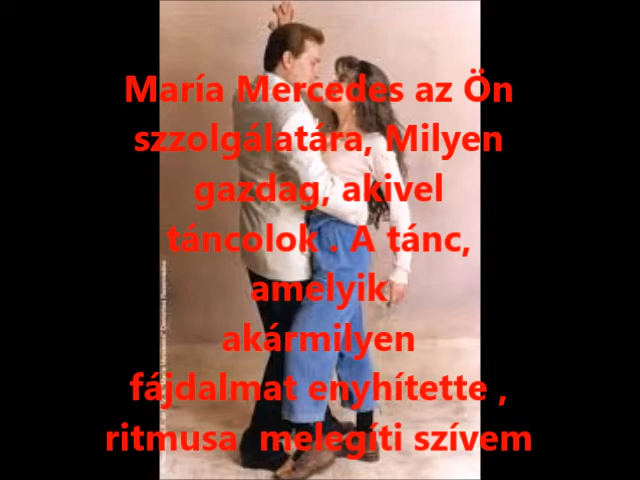 María Mercedes az Ön
szzolgálatára, Milyen
gazdag, akivel
táncolok . A tánc,
amelyik
akármilyen
fájdalmat enyhítette ,
ritmusa melegíti szívem